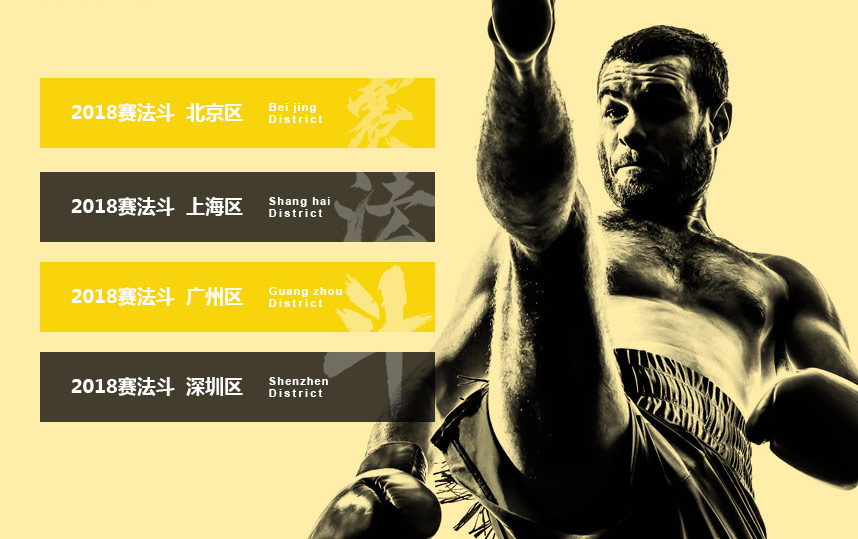 2018赛法斗 北京区
Bei jing
District
2018赛法斗 上海区
Shang hai
District
2018赛法斗 广州区
Guang zhou
District
2018赛法斗 深圳区
Shenzhen
District
赛
法
斗